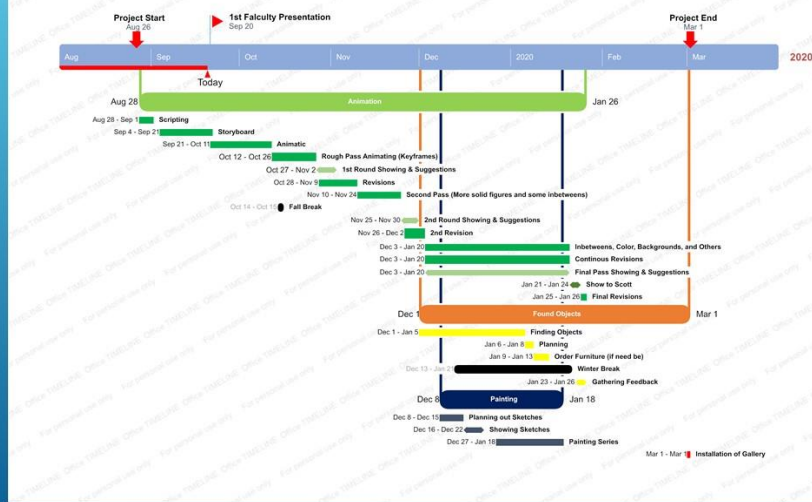 Project Start
Aug 26
1st Falculty Presentation
Sep 20
Project End
Mar 1
Aug Sep Oct Nov Dec 2020 Feb Mar 2020
Today
Aug 28 Animation Jan 26
Aug 28 - Sep 1 Scripting
Sep 4 - Sep 21 Storyboard
Sep 21 - Oct 11 Animatic
Oct 12 - Oct 26 Rough Pass Animating (Keyframes)
Oct 27 - Nov 2 1st Round Showing & Suggestions
Oct 28 - Nov 9 Revisions
Nov 10 - Nov 24 Second Pass (More solid figures and some inbetweens)
Oct 14 - Oct 15 Fall Break
Nov 25 - Nov 30 2nd Round Showing & Suggestions
Nov 26 - Dec 2 2nd Revision
Dec 3 - Jan 20 Inbetweens, Color, Backgrounds, and Others
Dec 3 - Jan 20 Continous Revisions
Dec 3 - Jan 20 Final Pass Showing & Suggestions
Jan 21 - Jan 24 Show to Scott
Jan 25 - Jan 26 Final Revisions
Dec 1 Found Objects Mar 1
Dec 1 - Jan 5 Finding Objects
Jan 6 - Jan 8 Planning
Jan 9 - Jan 13 Order Furniture (if need be)
Dec 13 - Jan Winter Break
Jan 23 - Jan 26 Gathering Feedback
Dec 8 Painting Jan 18
Dec 8 - Dec 15 Planning out Sketches
Dec 16 - Dec 22 Showing Sketches
Dec 27 - Jan 18 Painting Series
Mar 1 - Mar 1 Installation of Gallery